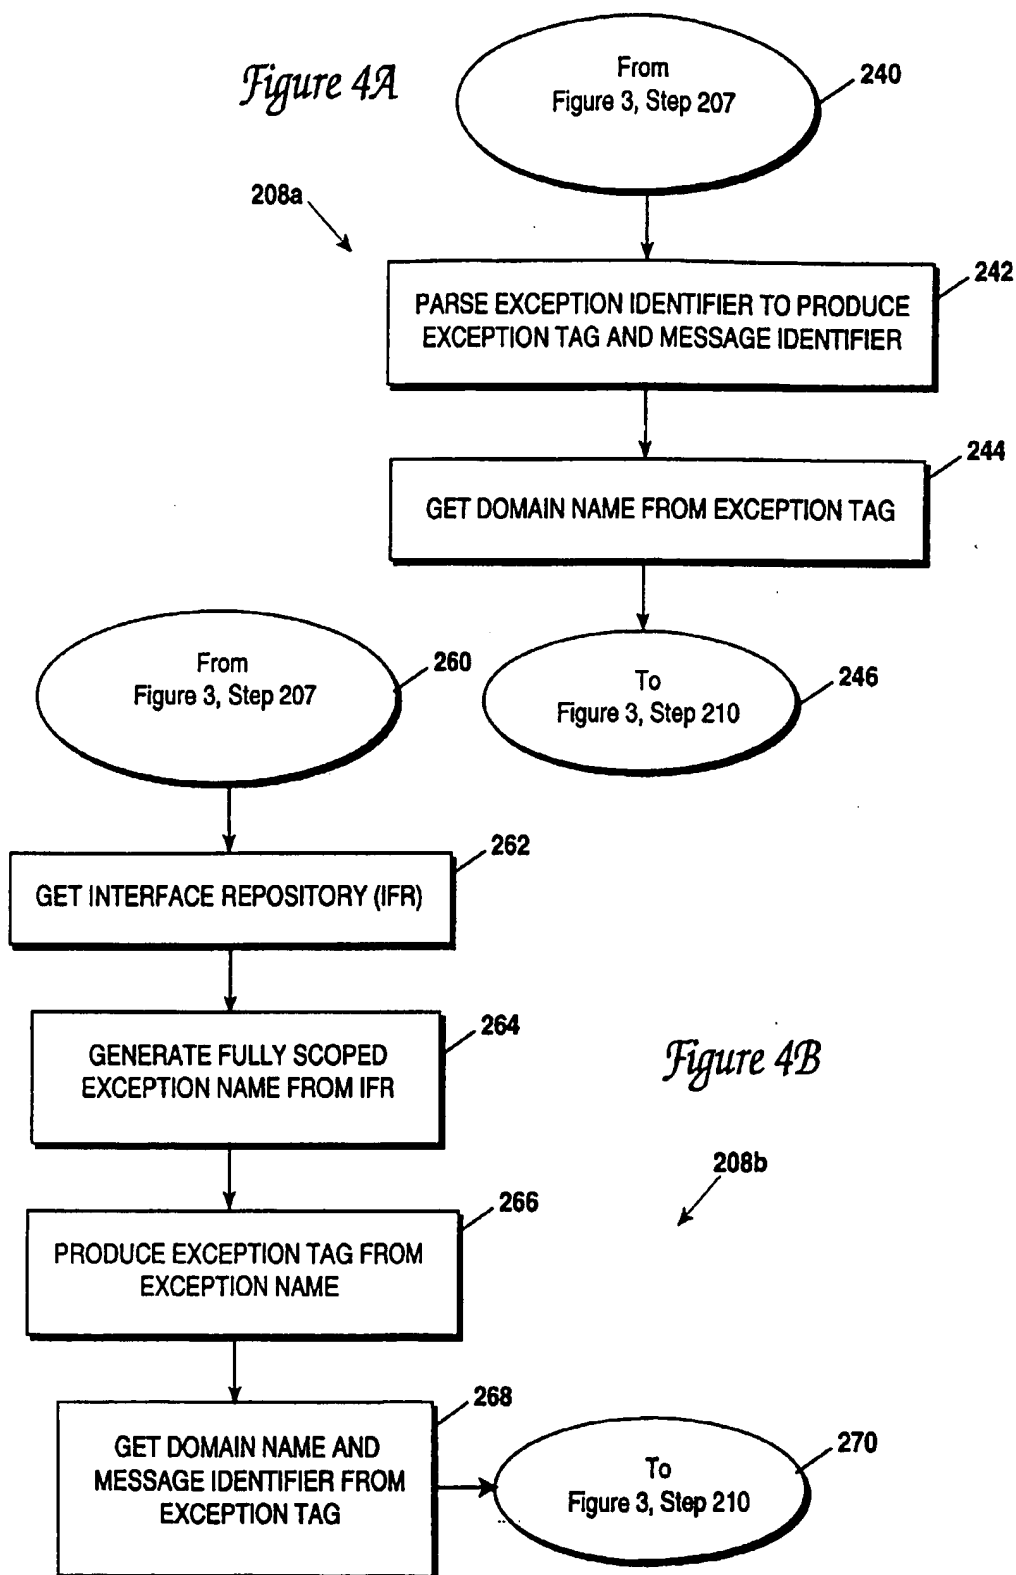 Figure 4A
From
Figure 3, Step 207
240
208a
242
PARSE EXCEPTION IDENTIFIER TO PRODUCE
EXCEPTION TAG AND MESSAGE IDENTIFIER
244
GET DOMAIN NAME FROM EXCEPTION TAG
To
Figure 3, Step 210
246
From
Figure 3, Step 207
260
262
GET INTERFACE REPOSITORY (IFR)
264
GENERATE FULLY SCOPED
EXCEPTION NAME FROM IFR
Figure 4B
208b
266
PRODUCE EXCEPTION TAG FROM
EXCEPTION NAME
268
GET DOMAIN NAME AND
MESSAGE IDENTIFIER FROM
EXCEPTION TAG
To
Figure 3, Step 210
270